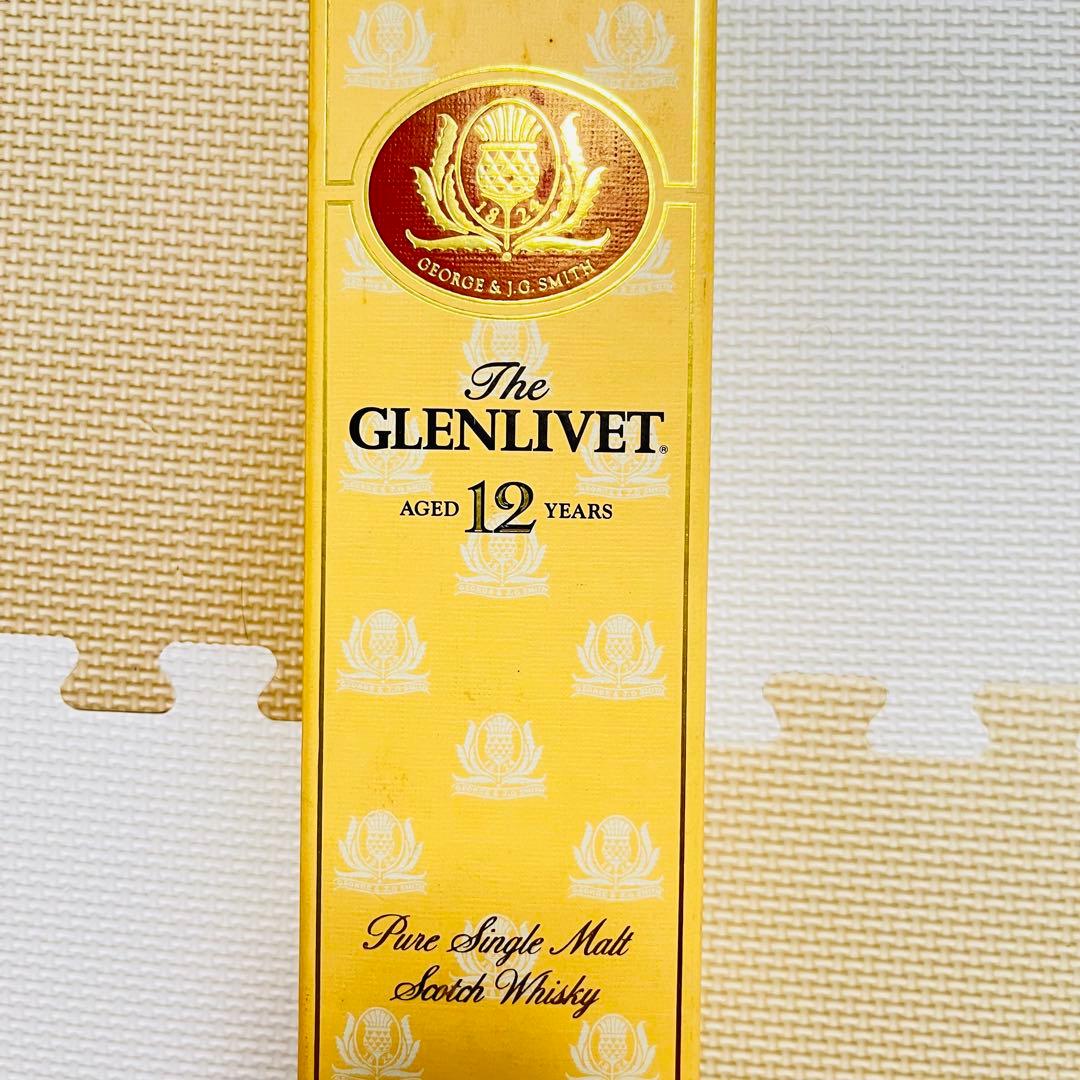 1824
GEORGE & J.G. SMITH
The
GLENLIVET®
AGED 12 YEARS
Pure Single Malt
Scotch Whisky